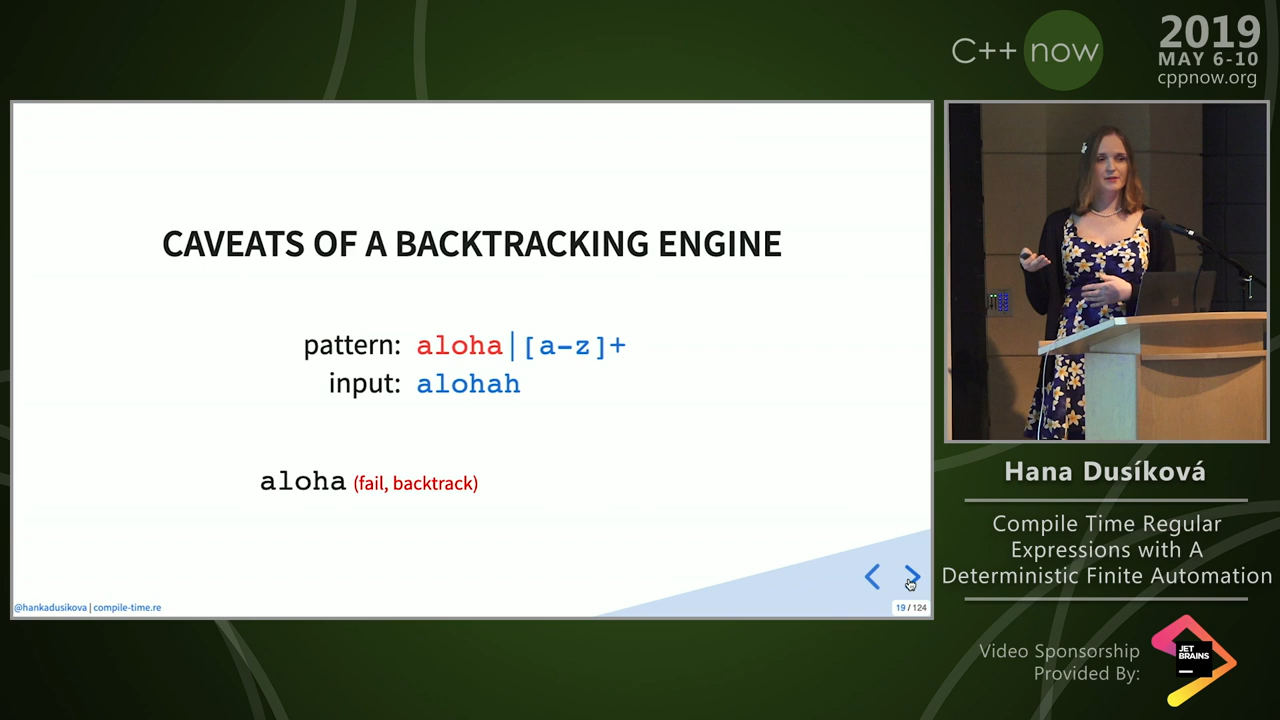 C++ now
2019
MAY 6-10
cppnow.org
CAVEATS OF A BACKTRACKING ENGINE
pattern: aloha|[a-z]+
input: alohah
aloha (fail, backtrack)
@hankadusikova | compile-time.re
19 / 124
Hana Dusíková
Compile Time Regular
Expressions with A
Deterministic Finite Automation
Video Sponsorship
Provided By:
JET
BRAINS